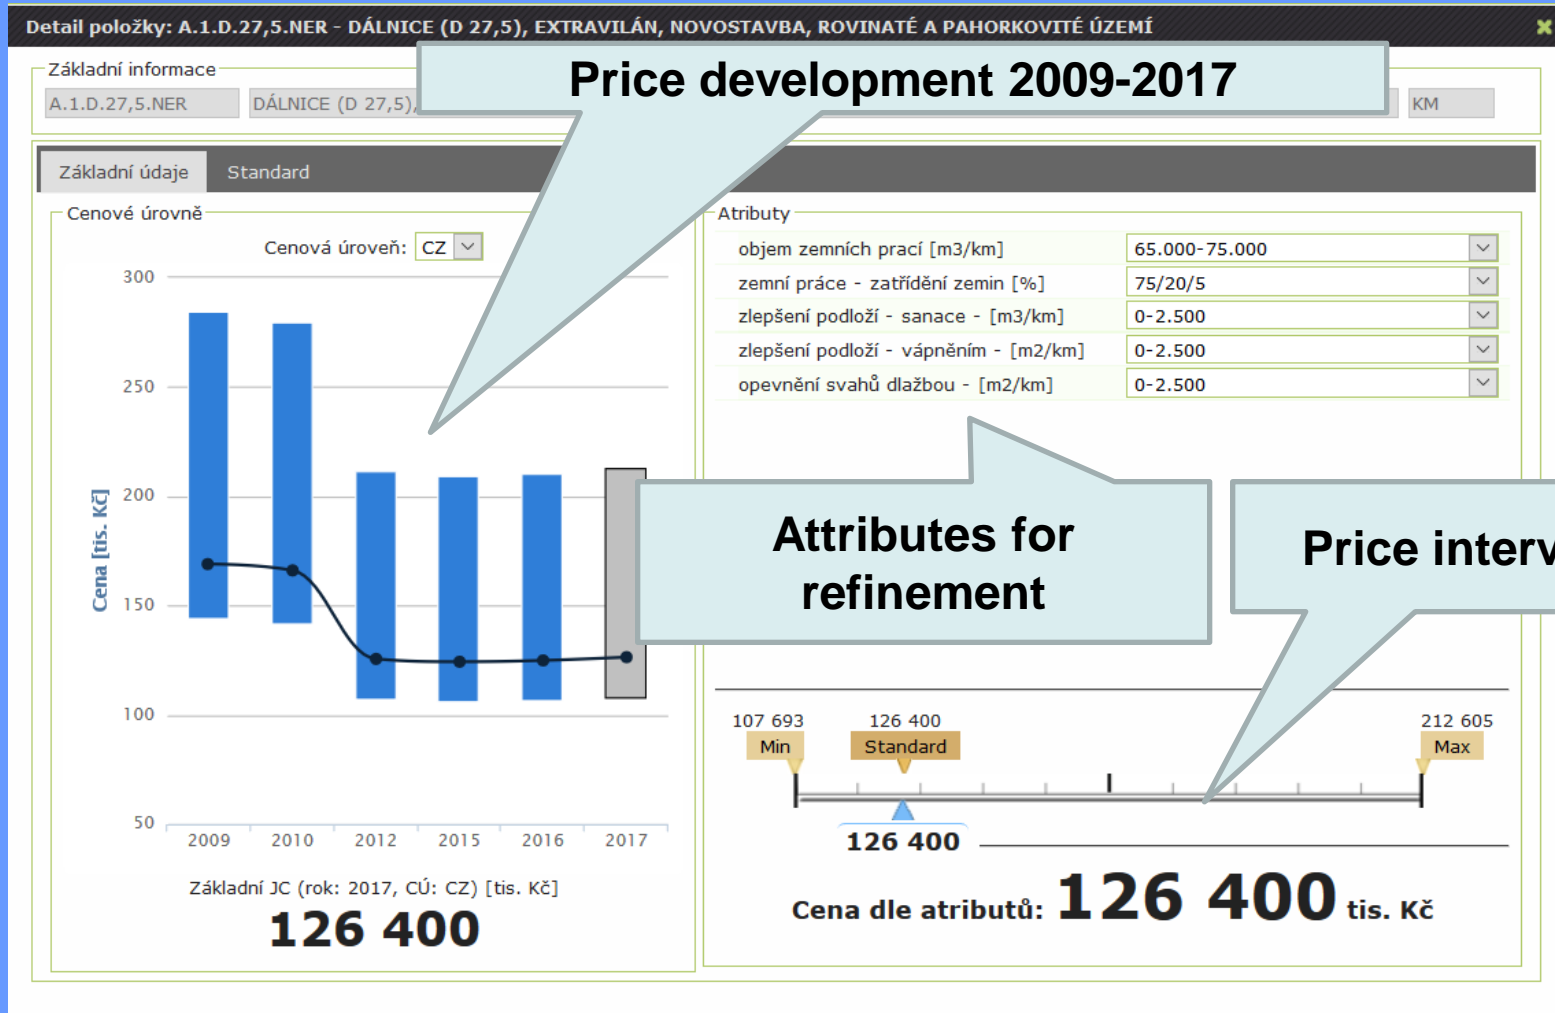 Detail položky: A.1.D.27,5.NER - DÁLNICE (D 27,5), EXTRAVILÁN, NOVOSTAVBA, ROVINATÉ A PAHORKOVITÉ ÚZEMÍ
Price development 2009-2017
Základní informace
A.1.D.27,5.NER
DÁLNICE (D 27,5),
KM
Základní údaje
Standard
Cenové úrovně
Cenová úroveň: CZ
300
250
200
150
100
50
Cena [tis. Kč]
2009 2010 2012 2015 2016 2017
Základní JC (rok: 2017, CÚ: CZ) [tis. Kč]
126 400
Atributy
objem zemních prací [m3/km] 65.000-75.000
zemní práce - zatřídění zemin [%] 75/20/5
zlepšení podloží - sanace - [m3/km] 0-2.500
zlepšení podloží - vápněním - [m2/km] 0-2.500
opevnění svahů dlažbou - [m2/km] 0-2.500
Attributes for
refinement
Price interv
107 693 126 400 212 605
Min Standard Max
126 400
Cena dle atributů: 126 400 tis. Kč